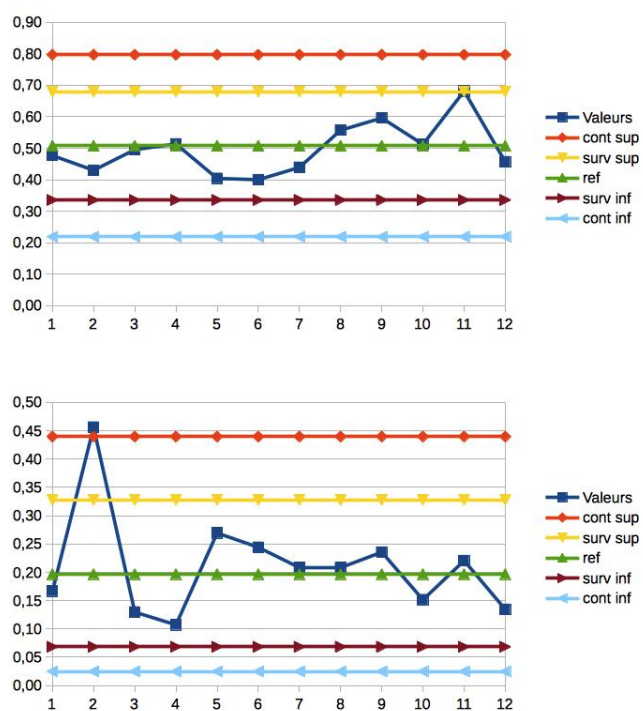 0,90
0,80
0,70
0,60
0,50
0,40
0,30
0,20
0,10
0,00
1 2 3 4 5 6 7 8 9 10 11 12
Valeurs
cont sup
surv sup
ref
surv inf
cont inf
0,50
0,45
0,40
0,35
0,30
0,25
0,20
0,15
0,10
0,05
0,00
1 2 3 4 5 6 7 8 9 10 11 12
Valeurs
cont sup
surv sup
ref
surv inf
cont inf